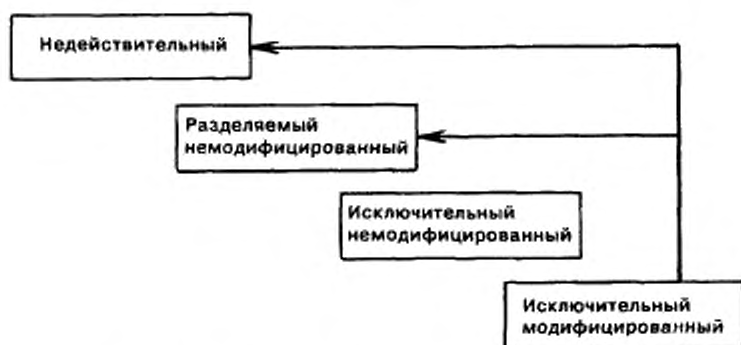 Недействительный
Разделяемый
немодифицированный
Исключительный
немодифицированный
Исключительный
модифицированный